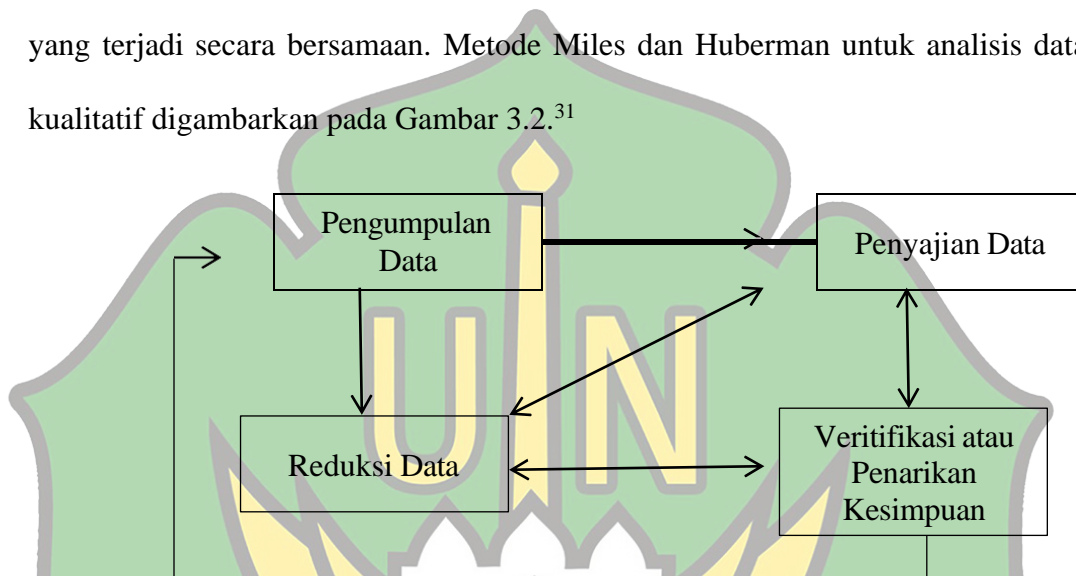 yang terjadi secara bersamaan. Metode Miles dan Huberman untuk analisis data
kualitatif digambarkan pada Gambar 3.2.³¹
Pengumpulan
Data
Penyajian Data
UIN
Reduksi Data
Veritifikasi atau
Penarikan
Kesimpuan